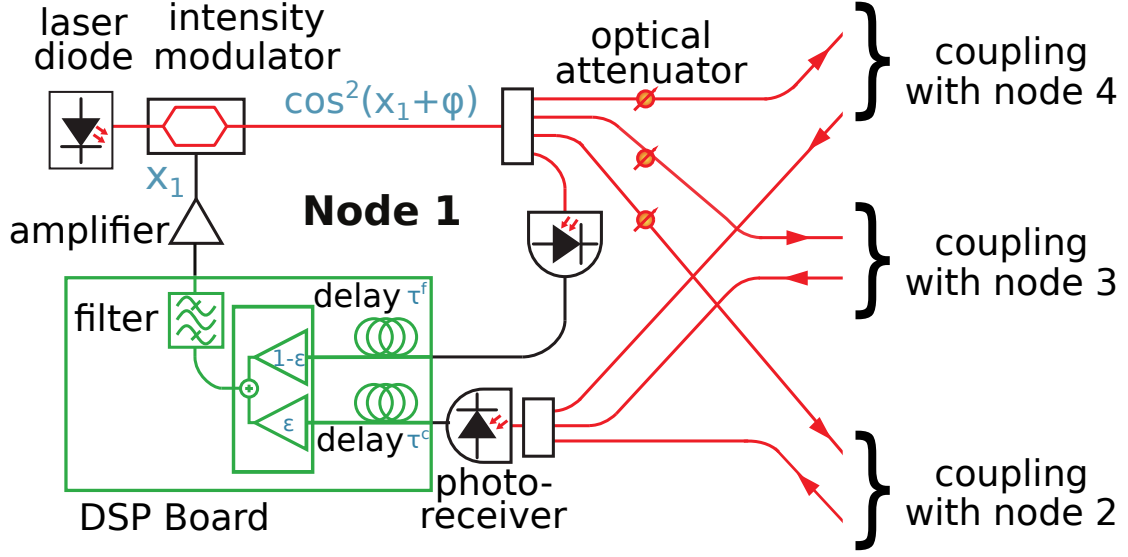 laser
diode
intensity
modulator
optical
attenuator
cos²(x₁+φ)
coupling
with node 4
x₁
Node 1
amplifier
coupling
with node 3
delay τᶠ
filter
1-ε
ε
delay τᶜ
photo-
receiver
DSP Board
coupling
with node 2